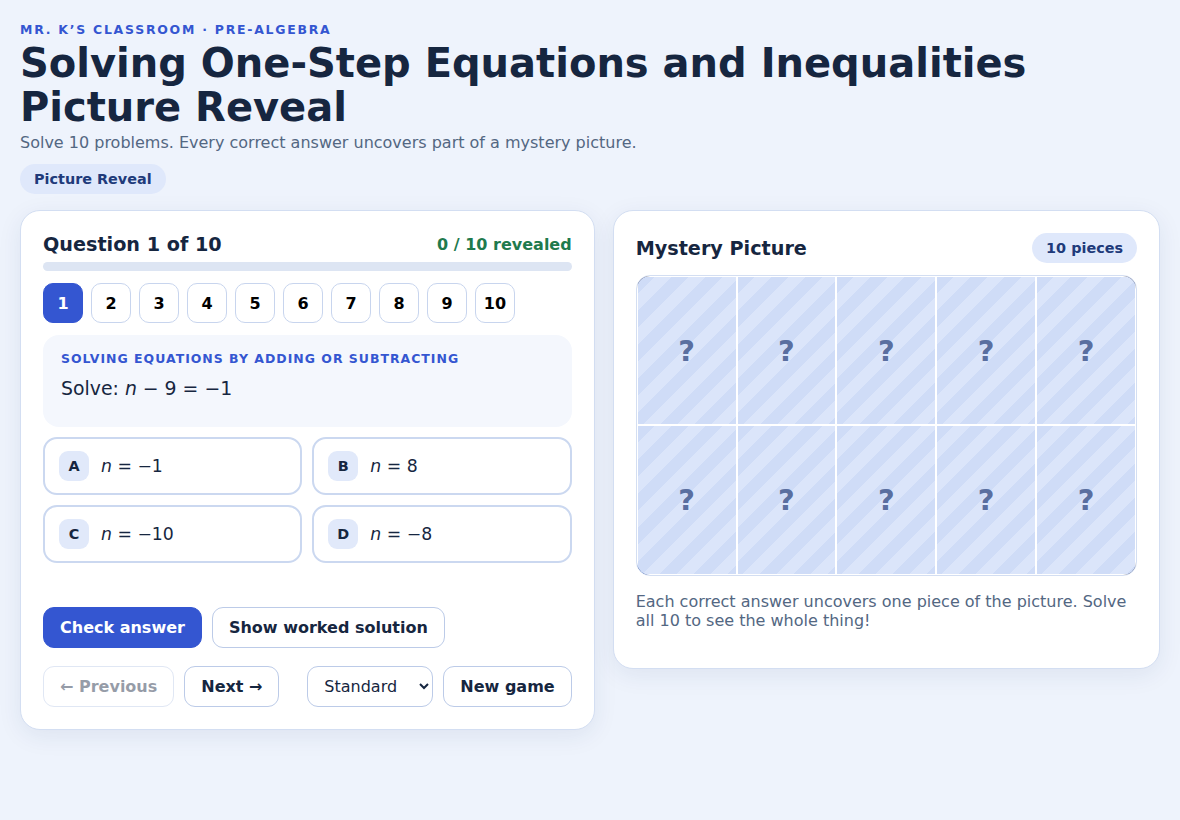 MR. K’S CLASSROOM · PRE-ALGEBRA
Solving One-Step Equations and Inequalities
Picture Reveal
Solve 10 problems. Every correct answer uncovers part of a mystery picture.
Picture Reveal
Question 1 of 10
0 / 10 revealed
1 2 3 4 5 6 7 8 9 10
SOLVING EQUATIONS BY ADDING OR SUBTRACTING
Solve: n − 9 = −1
A n = −1
B n = 8
C n = −10
D n = −8
Check answer
Show worked solution
← Previous
Next →
Standard
New game
Mystery Picture
10 pieces
? ? ? ? ?
? ? ? ? ?
Each correct answer uncovers one piece of the picture. Solve
all 10 to see the whole thing!